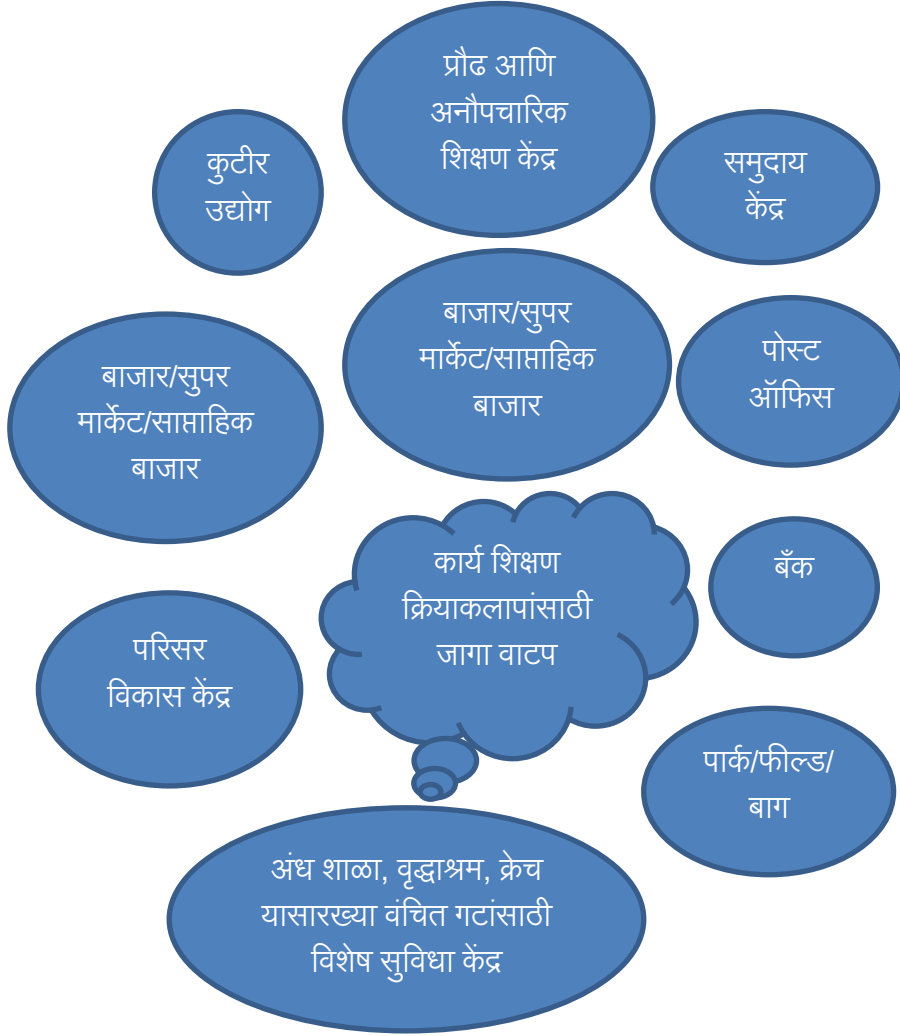 प्रौढ आणि
अनौपचारिक
शिक्षण केंद्र
कुटीर
उद्योग
समुदाय
केंद्र
बाजार/सुपर
मार्केट/साप्ताहिक
बाजार
पोस्ट
ऑफिस
बाजार/सुपर
मार्केट/साप्ताहिक
बाजार
कार्य शिक्षण
क्रियाकलापांसाठी
जागा वाटप
बँक
परिसर
विकास केंद्र
पार्क/फील्ड/
बाग
अंध शाळा, वृद्धाश्रम, क्रेच
यासारख्या वंचित गटांसाठी
विशेष सुविधा केंद्र